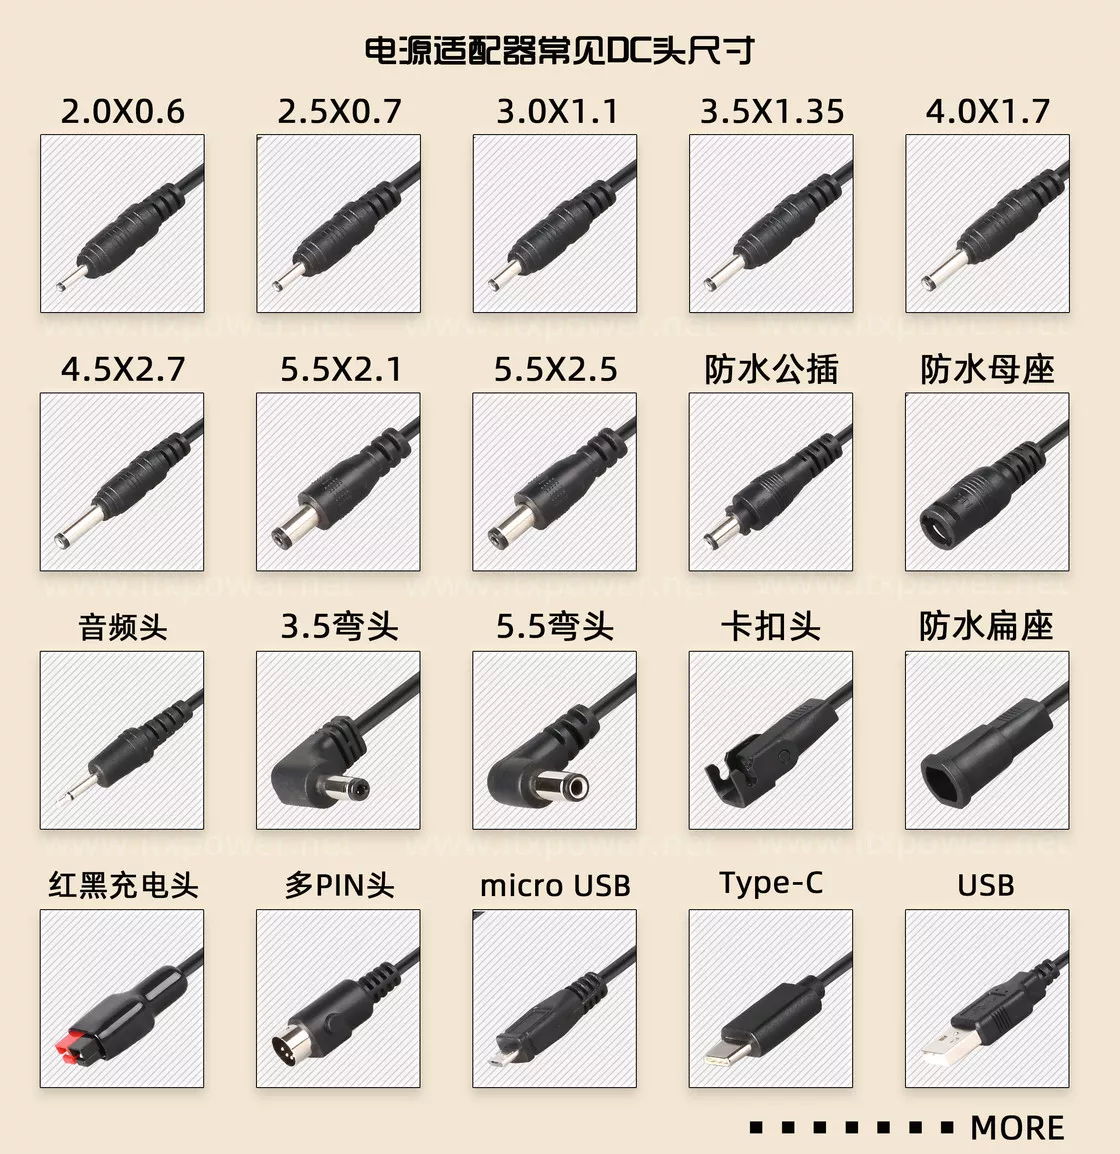 电源适配器常见DC头尺寸
2.0X0.6 2.5X0.7 3.0X1.1 3.5X1.35 4.0X1.7
4.5X2.7 5.5X2.1 5.5X2.5 防水公插 防水母座
音频头 3.5弯头 5.5弯头 卡扣头 防水扁座
红黑充电头 多PIN头 micro USB Type-C USB
MORE